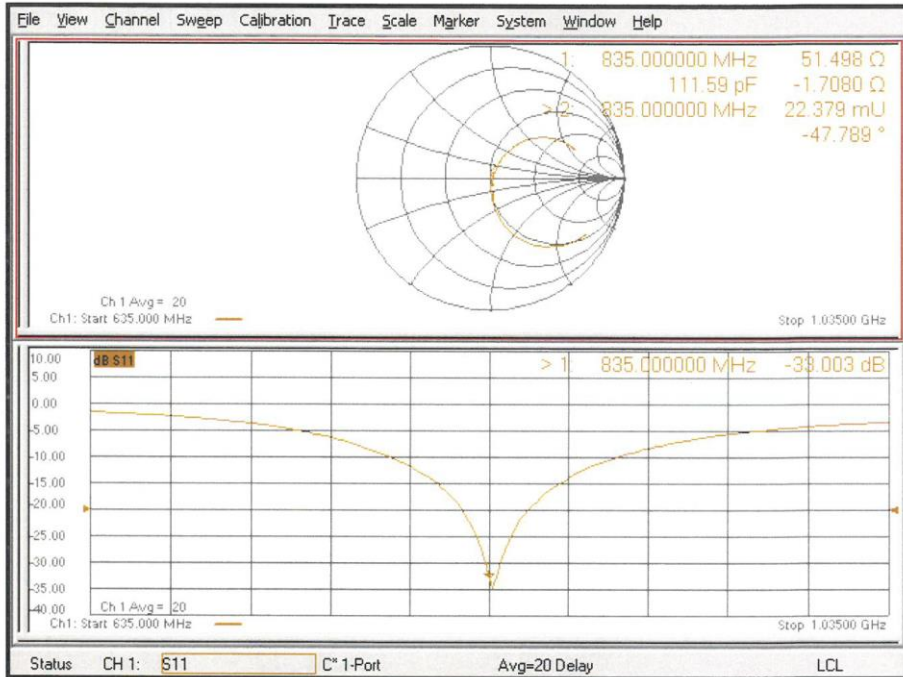 File View Channel Sweep Calibration Trace Scale Marker System Window Help
1: 835.000000 MHz 51.498 Ω
111.59 pF -1.7080 Ω
> 2: 835.000000 MHz 22.379 mU
-47.789 °
Ch 1 Avg = 20
Ch1: Start 635.000 MHz
Stop 1.03500 GHz
10.00
dB S11
> 1: 835.000000 MHz -33.003 dB
5.00
0.00
-5.00
-10.00
-15.00
-20.00
-25.00
-30.00
-35.00
-40.00
Ch 1 Avg = 20
Ch1: Start 635.000 MHz
Stop 1.03500 GHz
Status CH 1: S11 C* 1-Port Avg=20 Delay LCL